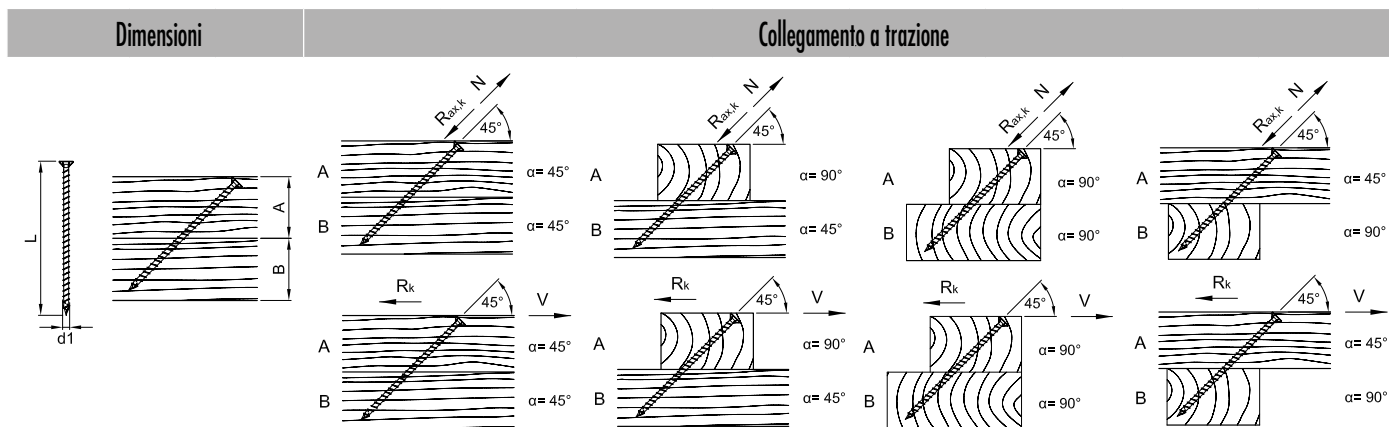 Dimensioni
Collegamento a trazione
L
d1
A
B
Rax,k N
45°
A α= 45°
B α= 45°
Rax,k N
45°
A α= 90°
B α= 45°
Rax,k N
45°
A α= 90°
B α= 90°
Rax,k N
45°
A α= 45°
B α= 90°
Rk 45° V
A α= 45°
B α= 45°
Rk 45° V
A α= 90°
B α= 45°
Rk 45° V
A α= 90°
B α= 90°
Rk 45° V
A α= 45°
B α= 90°